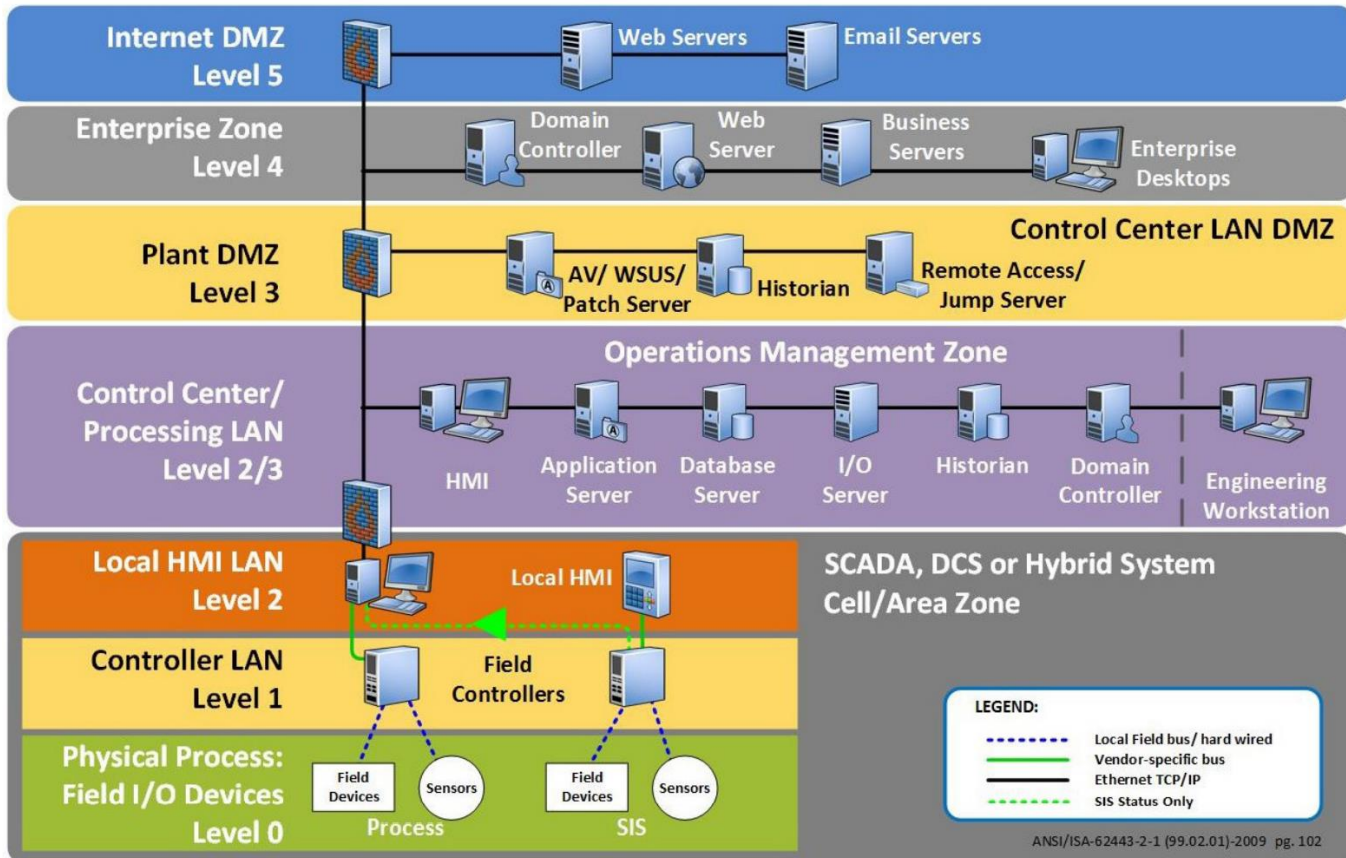 Internet DMZ
Level 5
Web Servers
Email Servers
Enterprise Zone
Level 4
Domain
Controller
Web
Server
Business
Servers
Enterprise
Desktops
Plant DMZ
Level 3
Control Center LAN DMZ
AV/ WSUS/
Patch Server
A
Historian
Remote Access/
Jump Server
Control Center/
Processing LAN
Level 2/3
Operations Management Zone
HMI
A
Application
Server
Database
Server
I/O
Server
Historian
Domain
Controller
Engineering
Workstation
Local HMI LAN
Level 2
Local HMI
SCADA, DCS or Hybrid System
Cell/Area Zone
Controller LAN
Level 1
Field
Controllers
Physical Process:
Field I/O Devices
Level 0
Field
Devices
Sensors
Process
Field
Devices
Sensors
SIS
LEGEND:
Local Field bus/ hard wired
Vendor-specific bus
Ethernet TCP/IP
SIS Status Only
ANSI/ISA-62443-2-1 (99.02.01)-2009 pg. 102